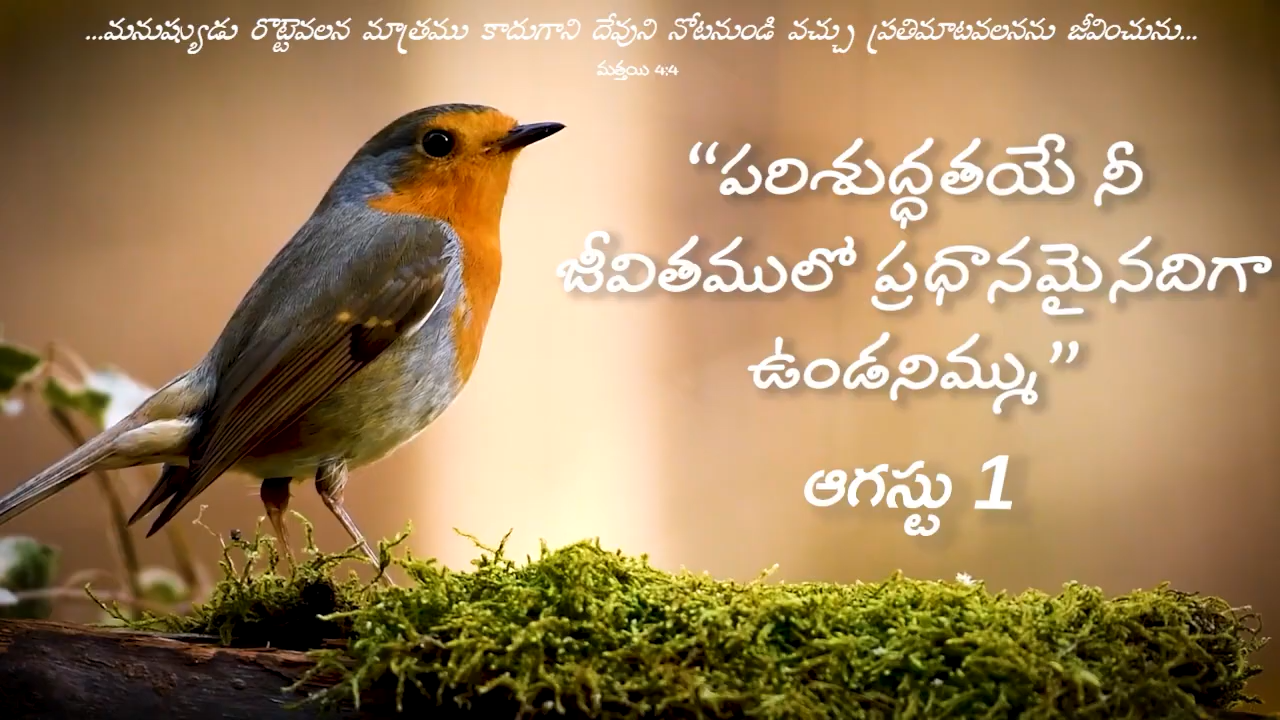 ...మనుష్యుడు రొట్టెవలన మాత్రము కాదుగాని దేవుని నోటనుండి వచ్చు ప్రతిమాటవలనను జీవించును...
మత్తయి 4:4
“పరిశుద్ధతయే నీ
జీవితములో ప్రధానమైనదిగా
ఉండనిమ్ము”
ఆగస్టు 1